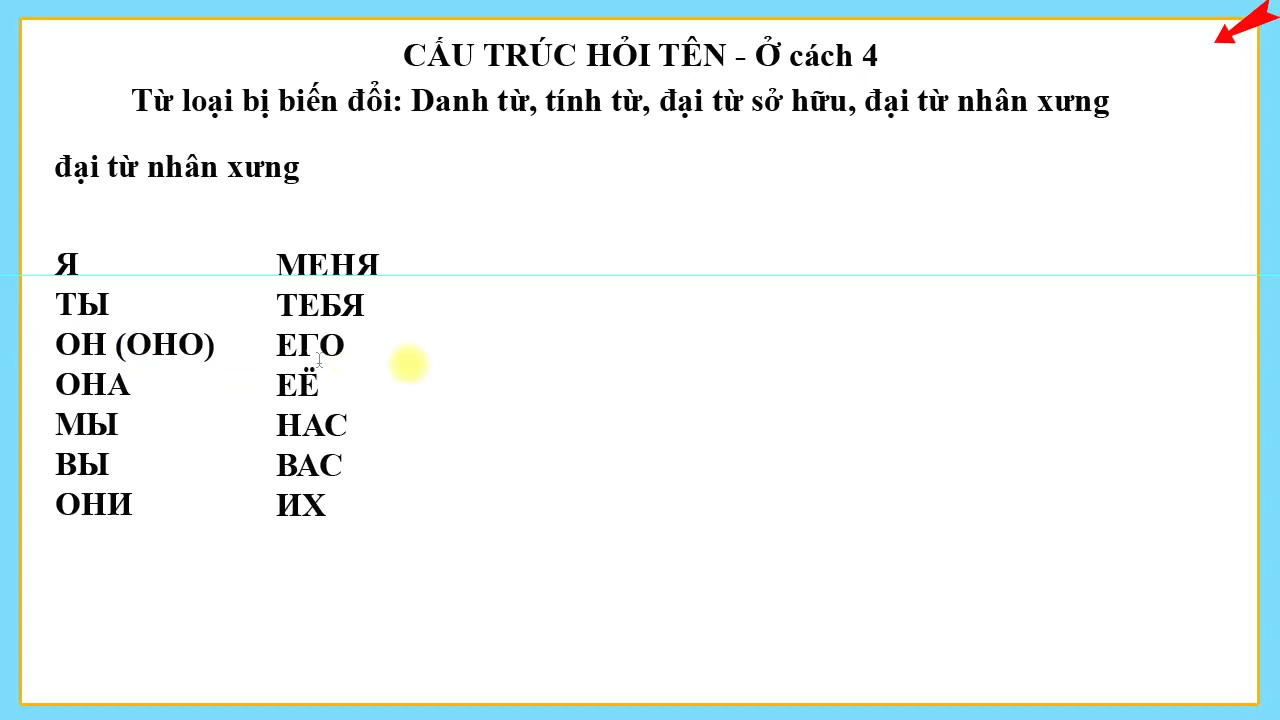 CẤU TRÚC HỎI TÊN - Ở cách 4
Từ loại bị biến đổi: Danh từ, tính từ, đại từ sở hữu, đại từ nhân xưng
đại từ nhân xưng
Я МЕНЯ
ТЫ ТЕБЯ
ОН (ОНО) ЕГО
ОНА ЕЁ
МЫ НАС
ВЫ ВАС
ОНИ ИХ